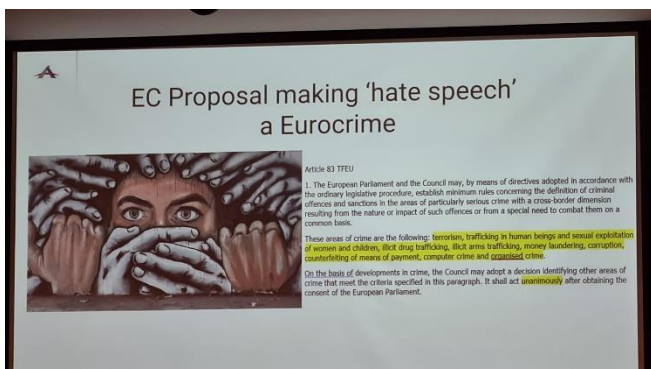 EC Proposal making ‘hate speech’
a Eurocrime
Article 83 TFEU
1. The European Parliament and the Council may, by means of directives adopted in accordance with
the ordinary legislative procedure, establish minimum rules concerning the definition of criminal
offences and sanctions in the areas of particularly serious crime with a cross-border dimension
resulting from the nature or impact of such offences or from a special need to combat them on a
common basis.
These areas of crime are the following: terrorism, trafficking in human beings and sexual exploitation
of women and children, illicit drug trafficking, illicit arms trafficking, money laundering, corruption,
counterfeiting of means of payment, computer crime and organised crime.
On the basis of developments in crime, the Council may adopt a decision identifying other areas of
crime that meet the criteria specified in this paragraph. It shall act unanimously after obtaining the
consent of the European Parliament.